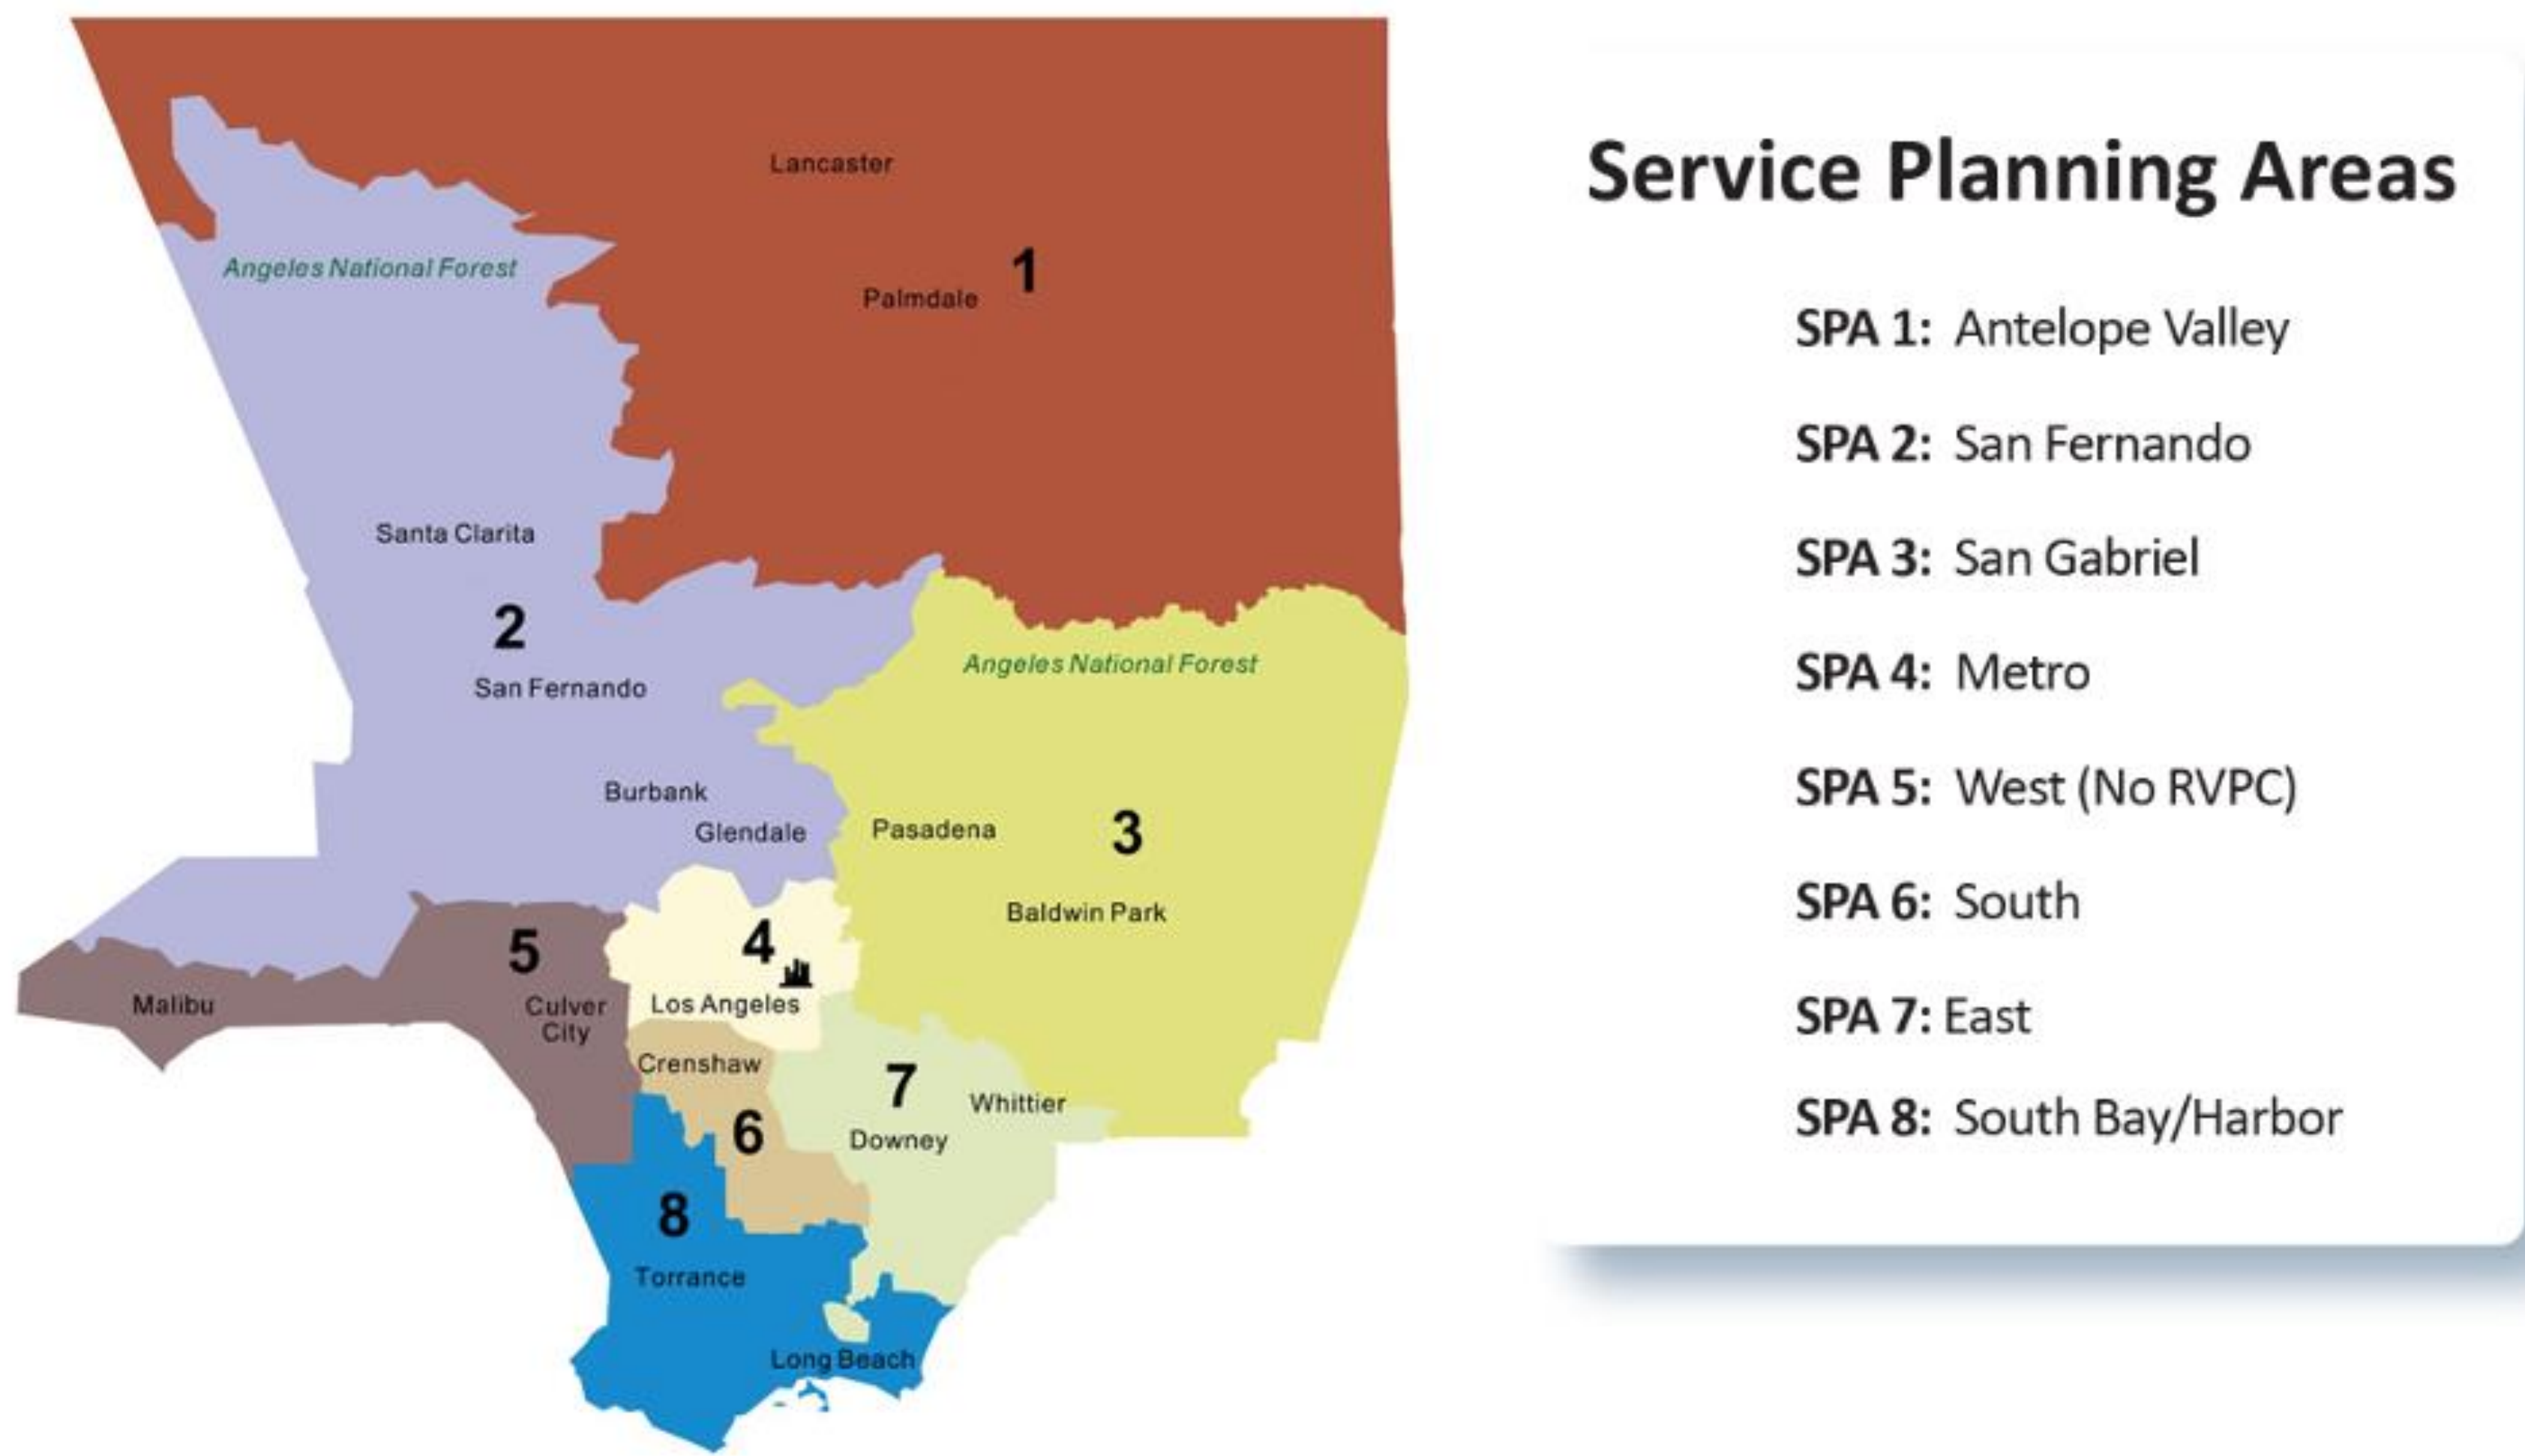 Lancaster
1
Palmdale
Angeles National Forest
Santa Clarita
2
San Fernando
Angeles National Forest
Burbank
Glendale
Pasadena
3
Baldwin Park
4
Los Angeles
5
Culver
City
Malibu
Crenshaw
6
7
Whittier
Downey
8
Torrance
Long Beach
Service Planning Areas
SPA 1: Antelope Valley
SPA 2: San Fernando
SPA 3: San Gabriel
SPA 4: Metro
SPA 5: West (No RVPC)
SPA 6: South
SPA 7: East
SPA 8: South Bay/Harbor